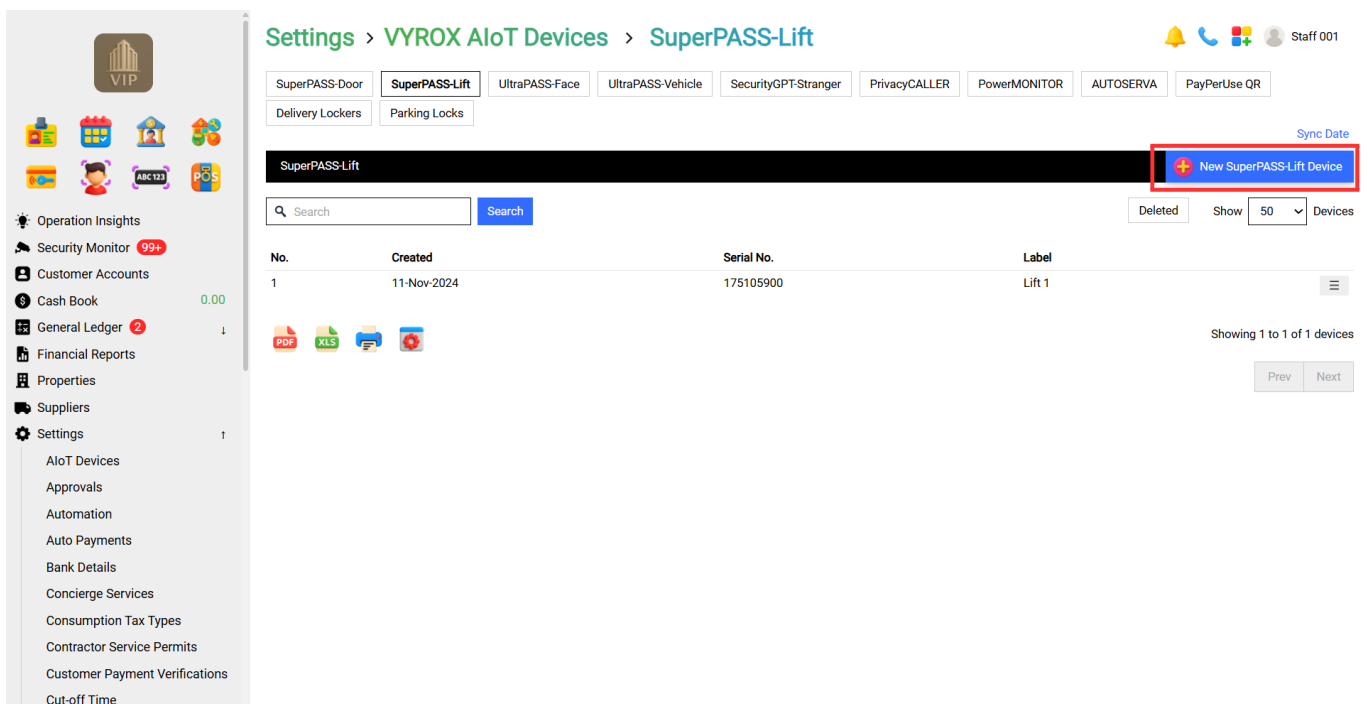 VIP
ABC 123
POS
Operation Insights
Security Monitor 99+
Customer Accounts
Cash Book 0.00
General Ledger 2 ↓
Financial Reports
Properties
Suppliers
Settings ↑
AIoT Devices
Approvals
Automation
Auto Payments
Bank Details
Concierge Services
Consumption Tax Types
Contractor Service Permits
Customer Payment Verifications
Cut-off Time
Settings > VYROX AIoT Devices > SuperPASS-Lift
Staff 001
SuperPASS-Door SuperPASS-Lift UltraPASS-Face UltraPASS-Vehicle SecurityGPT-Stranger PrivacyCALLER PowerMONITOR AUTOSERVA PayPerUse QR
Delivery Lockers Parking Locks
Sync Date
SuperPASS-Lift New SuperPASS-Lift Device
Search Search Deleted Show 50 Devices
No. Created Serial No. Label
1 11-Nov-2024 175105900 Lift 1
PDF XLS
Showing 1 to 1 of 1 devices
Prev Next